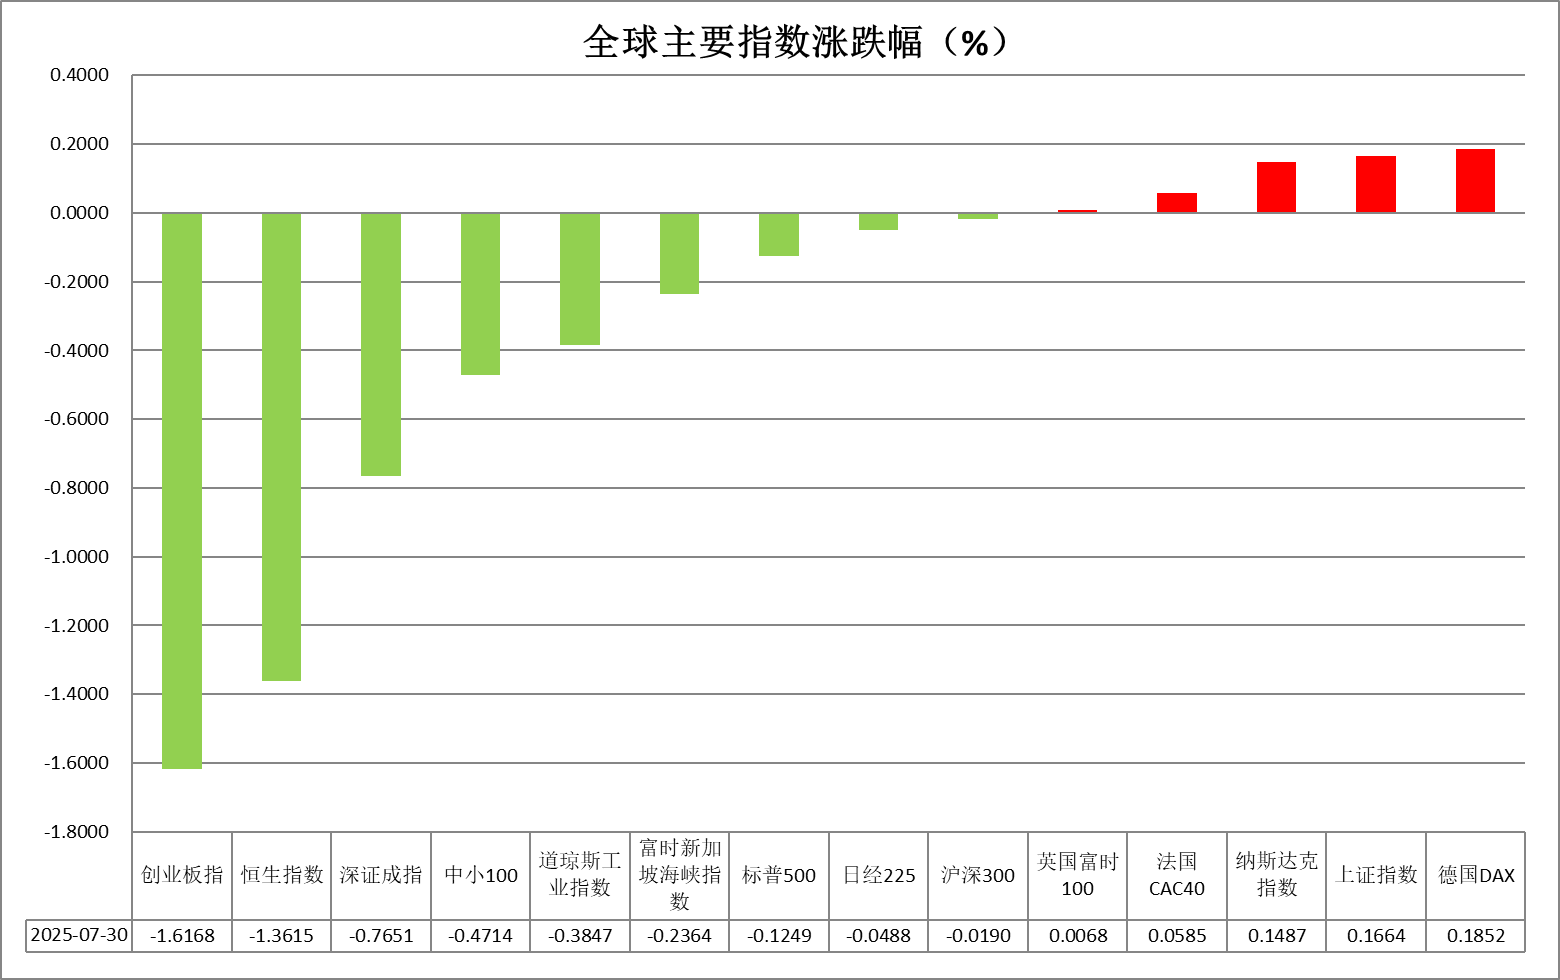 全球主要指数涨跌幅（%）
0.4000
0.2000
0.0000
-0.2000
-0.4000
-0.6000
-0.8000
-1.0000
-1.2000
-1.4000
-1.6000
-1.8000
创业板指
恒生指数
深证成指
中小100
道琼斯工
业指数
富时新加
坡海峡指
数
标普500
日经225
沪深300
英国富时
100
法国
CAC40
纳斯达克
指数
上证指数
德国DAX
2025-07-30 -1.6168 -1.3615 -0.7651 -0.4714 -0.3847 -0.2364 -0.1249 -0.0488 -0.0190 0.0068 0.0585 0.1487 0.1664 0.1852